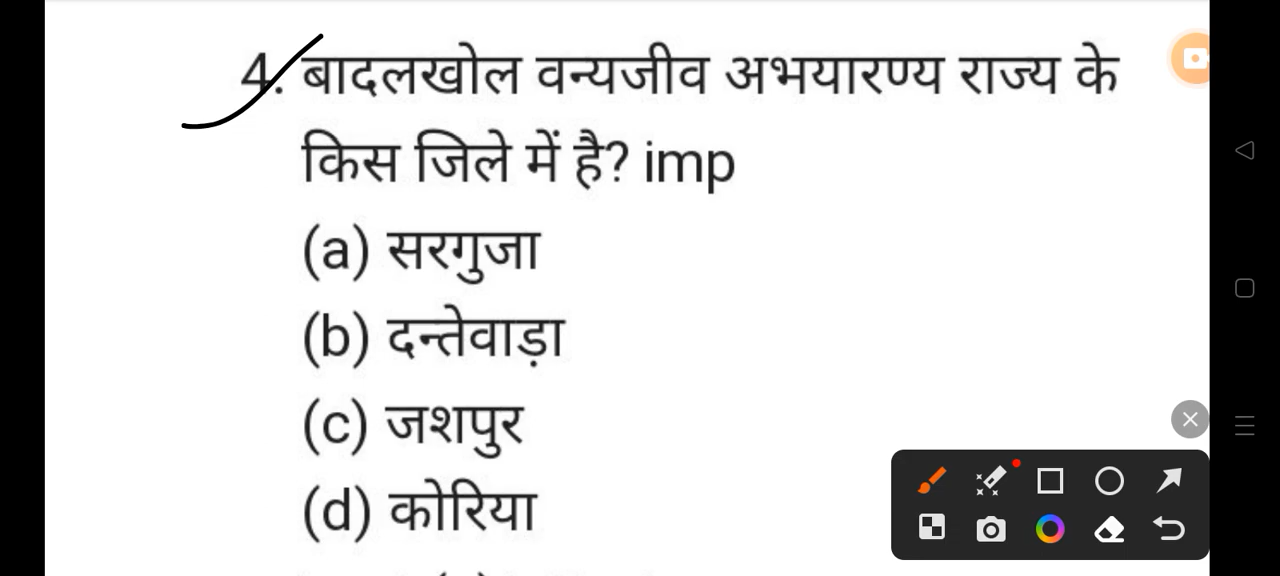 4. बादलखोल वन्यजीव अभयारण्य राज्य के
किस जिले में है? imp
(a) सरगुजा
(b) दन्तेवाड़ा
(c) जशपुर
(d) कोरिया